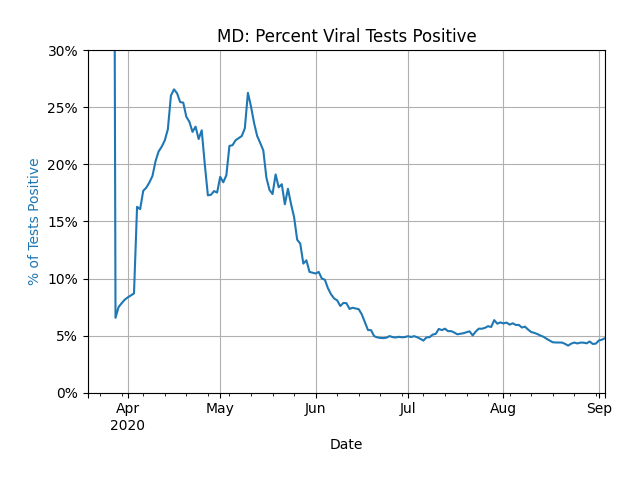 MD: Percent Viral Tests Positive
% of Tests Positive
30%
25%
20%
15%
10%
5%
0%
Apr May Jun Jul Aug Sep
2020
Date